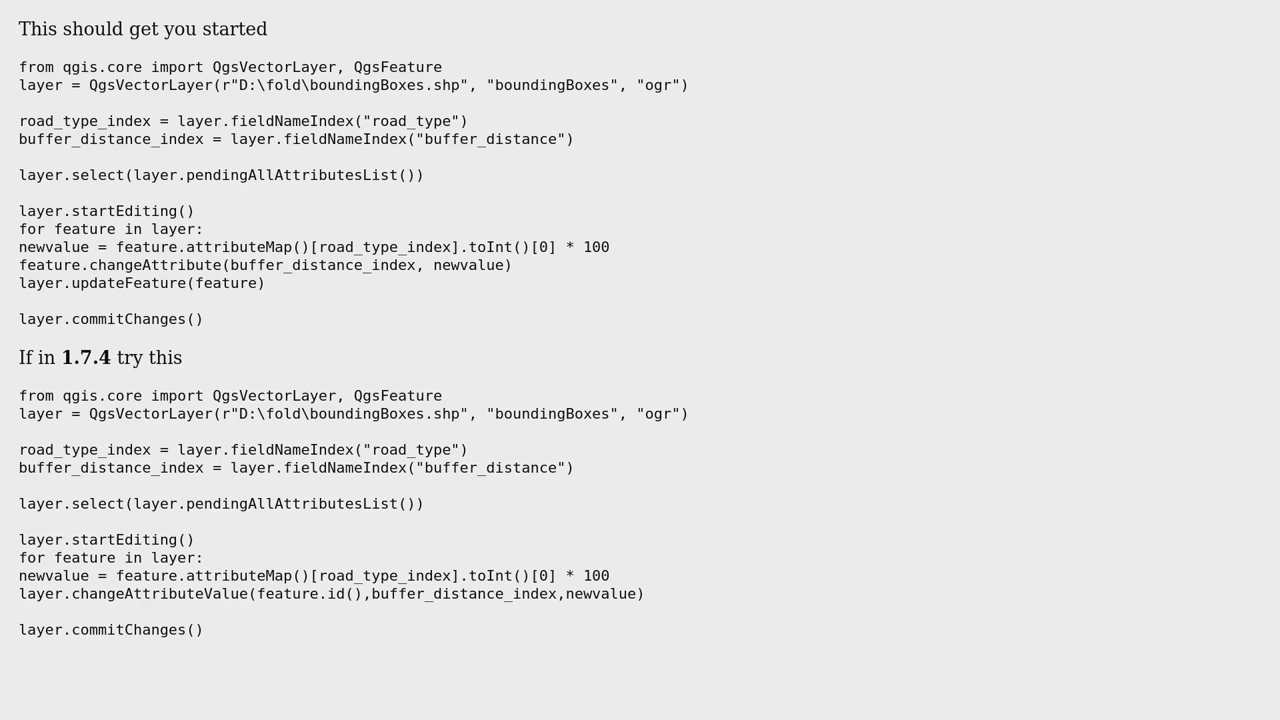 This should get you started
from qgis.core import QgsVectorLayer, QgsFeature
layer = QgsVectorLayer(r"D:\fold\boundingBoxes.shp", "boundingBoxes", "ogr")
road_type_index = layer.fieldNameIndex("road_type")
buffer_distance_index = layer.fieldNameIndex("buffer_distance")
layer.select(layer.pendingAllAttributesList())
layer.startEditing()
for feature in layer:
newvalue = feature.attributeMap()[road_type_index].toInt()[0] * 100
feature.changeAttribute(buffer_distance_index, newvalue)
layer.updateFeature(feature)
layer.commitChanges()
If in 1.7.4 try this
from qgis.core import QgsVectorLayer, QgsFeature
layer = QgsVectorLayer(r"D:\fold\boundingBoxes.shp", "boundingBoxes", "ogr")
road_type_index = layer.fieldNameIndex("road_type")
buffer_distance_index = layer.fieldNameIndex("buffer_distance")
layer.select(layer.pendingAllAttributesList())
layer.startEditing()
for feature in layer:
newvalue = feature.attributeMap()[road_type_index].toInt()[0] * 100
layer.changeAttributeValue(feature.id(),buffer_distance_index,newvalue)
layer.commitChanges()